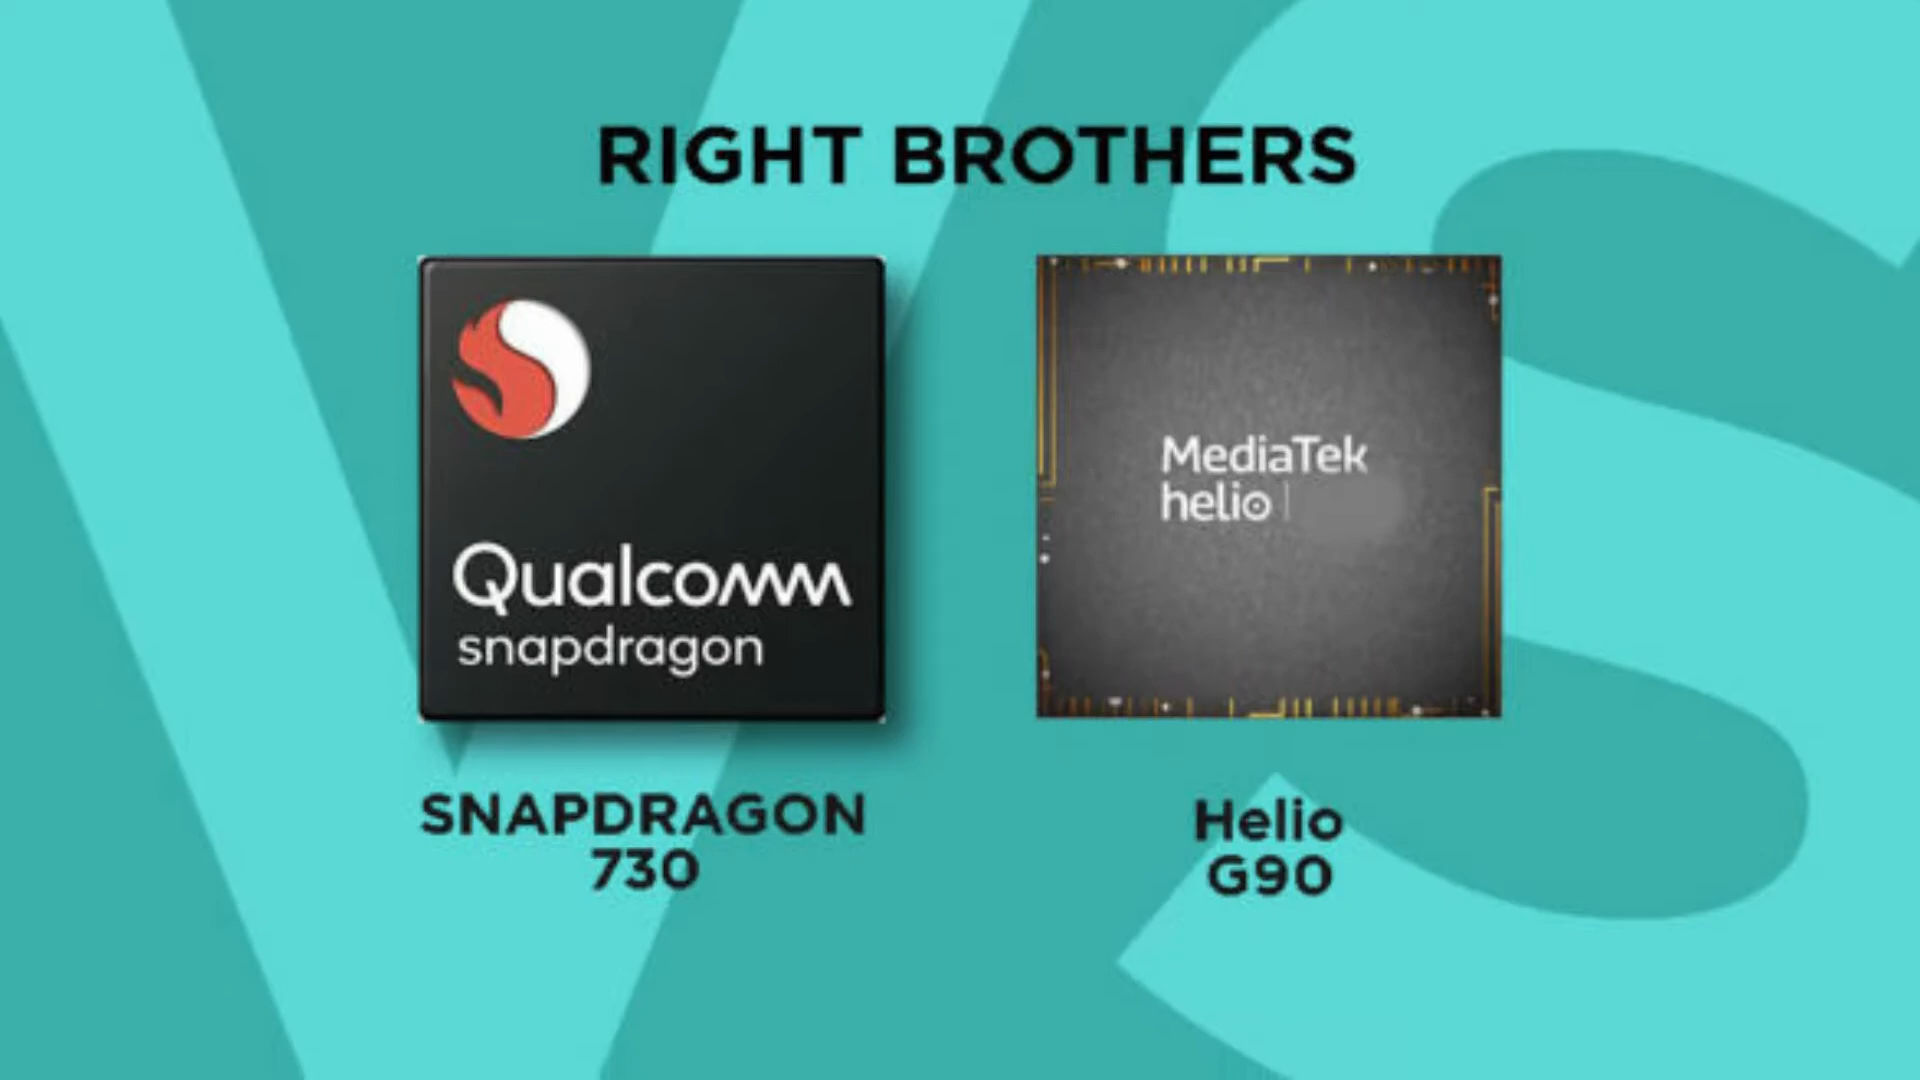 RIGHT BROTHERS
Qualcomm
snapdragon
MediaTek
helio
SNAPDRAGON
730
Helio
G90